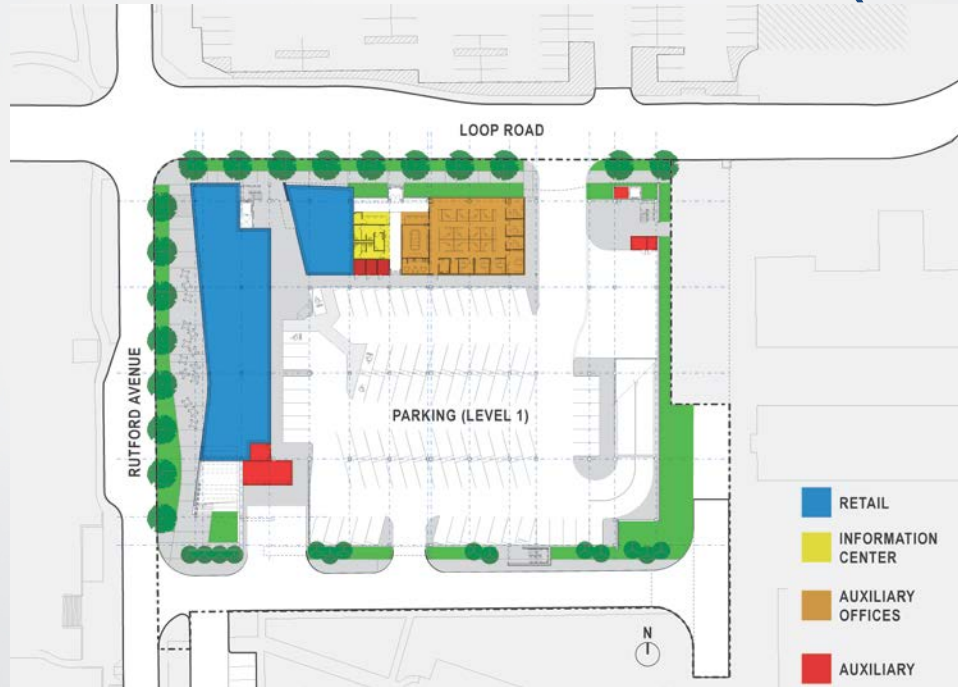 LOOP ROAD
RUTFORD AVENUE
PARKING (LEVEL 1)
RETAIL
INFORMATION
CENTER
AUXILIARY
OFFICES
N
AUXILIARY